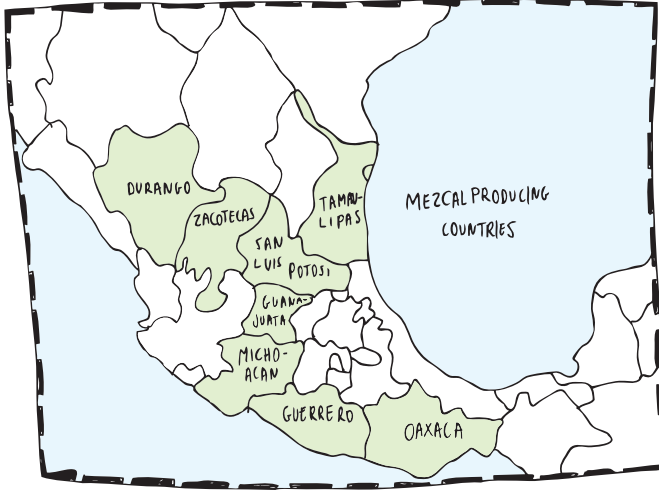 DURANGO
ZACOTECAS
TAMAU-
LIPAS
MEZCAL PRODUCING
COUNTRIES
SAN
LUIS POTOSI
GUANA-
JUATA
MICHO-
ACAN
GUERRERO
OAXACA